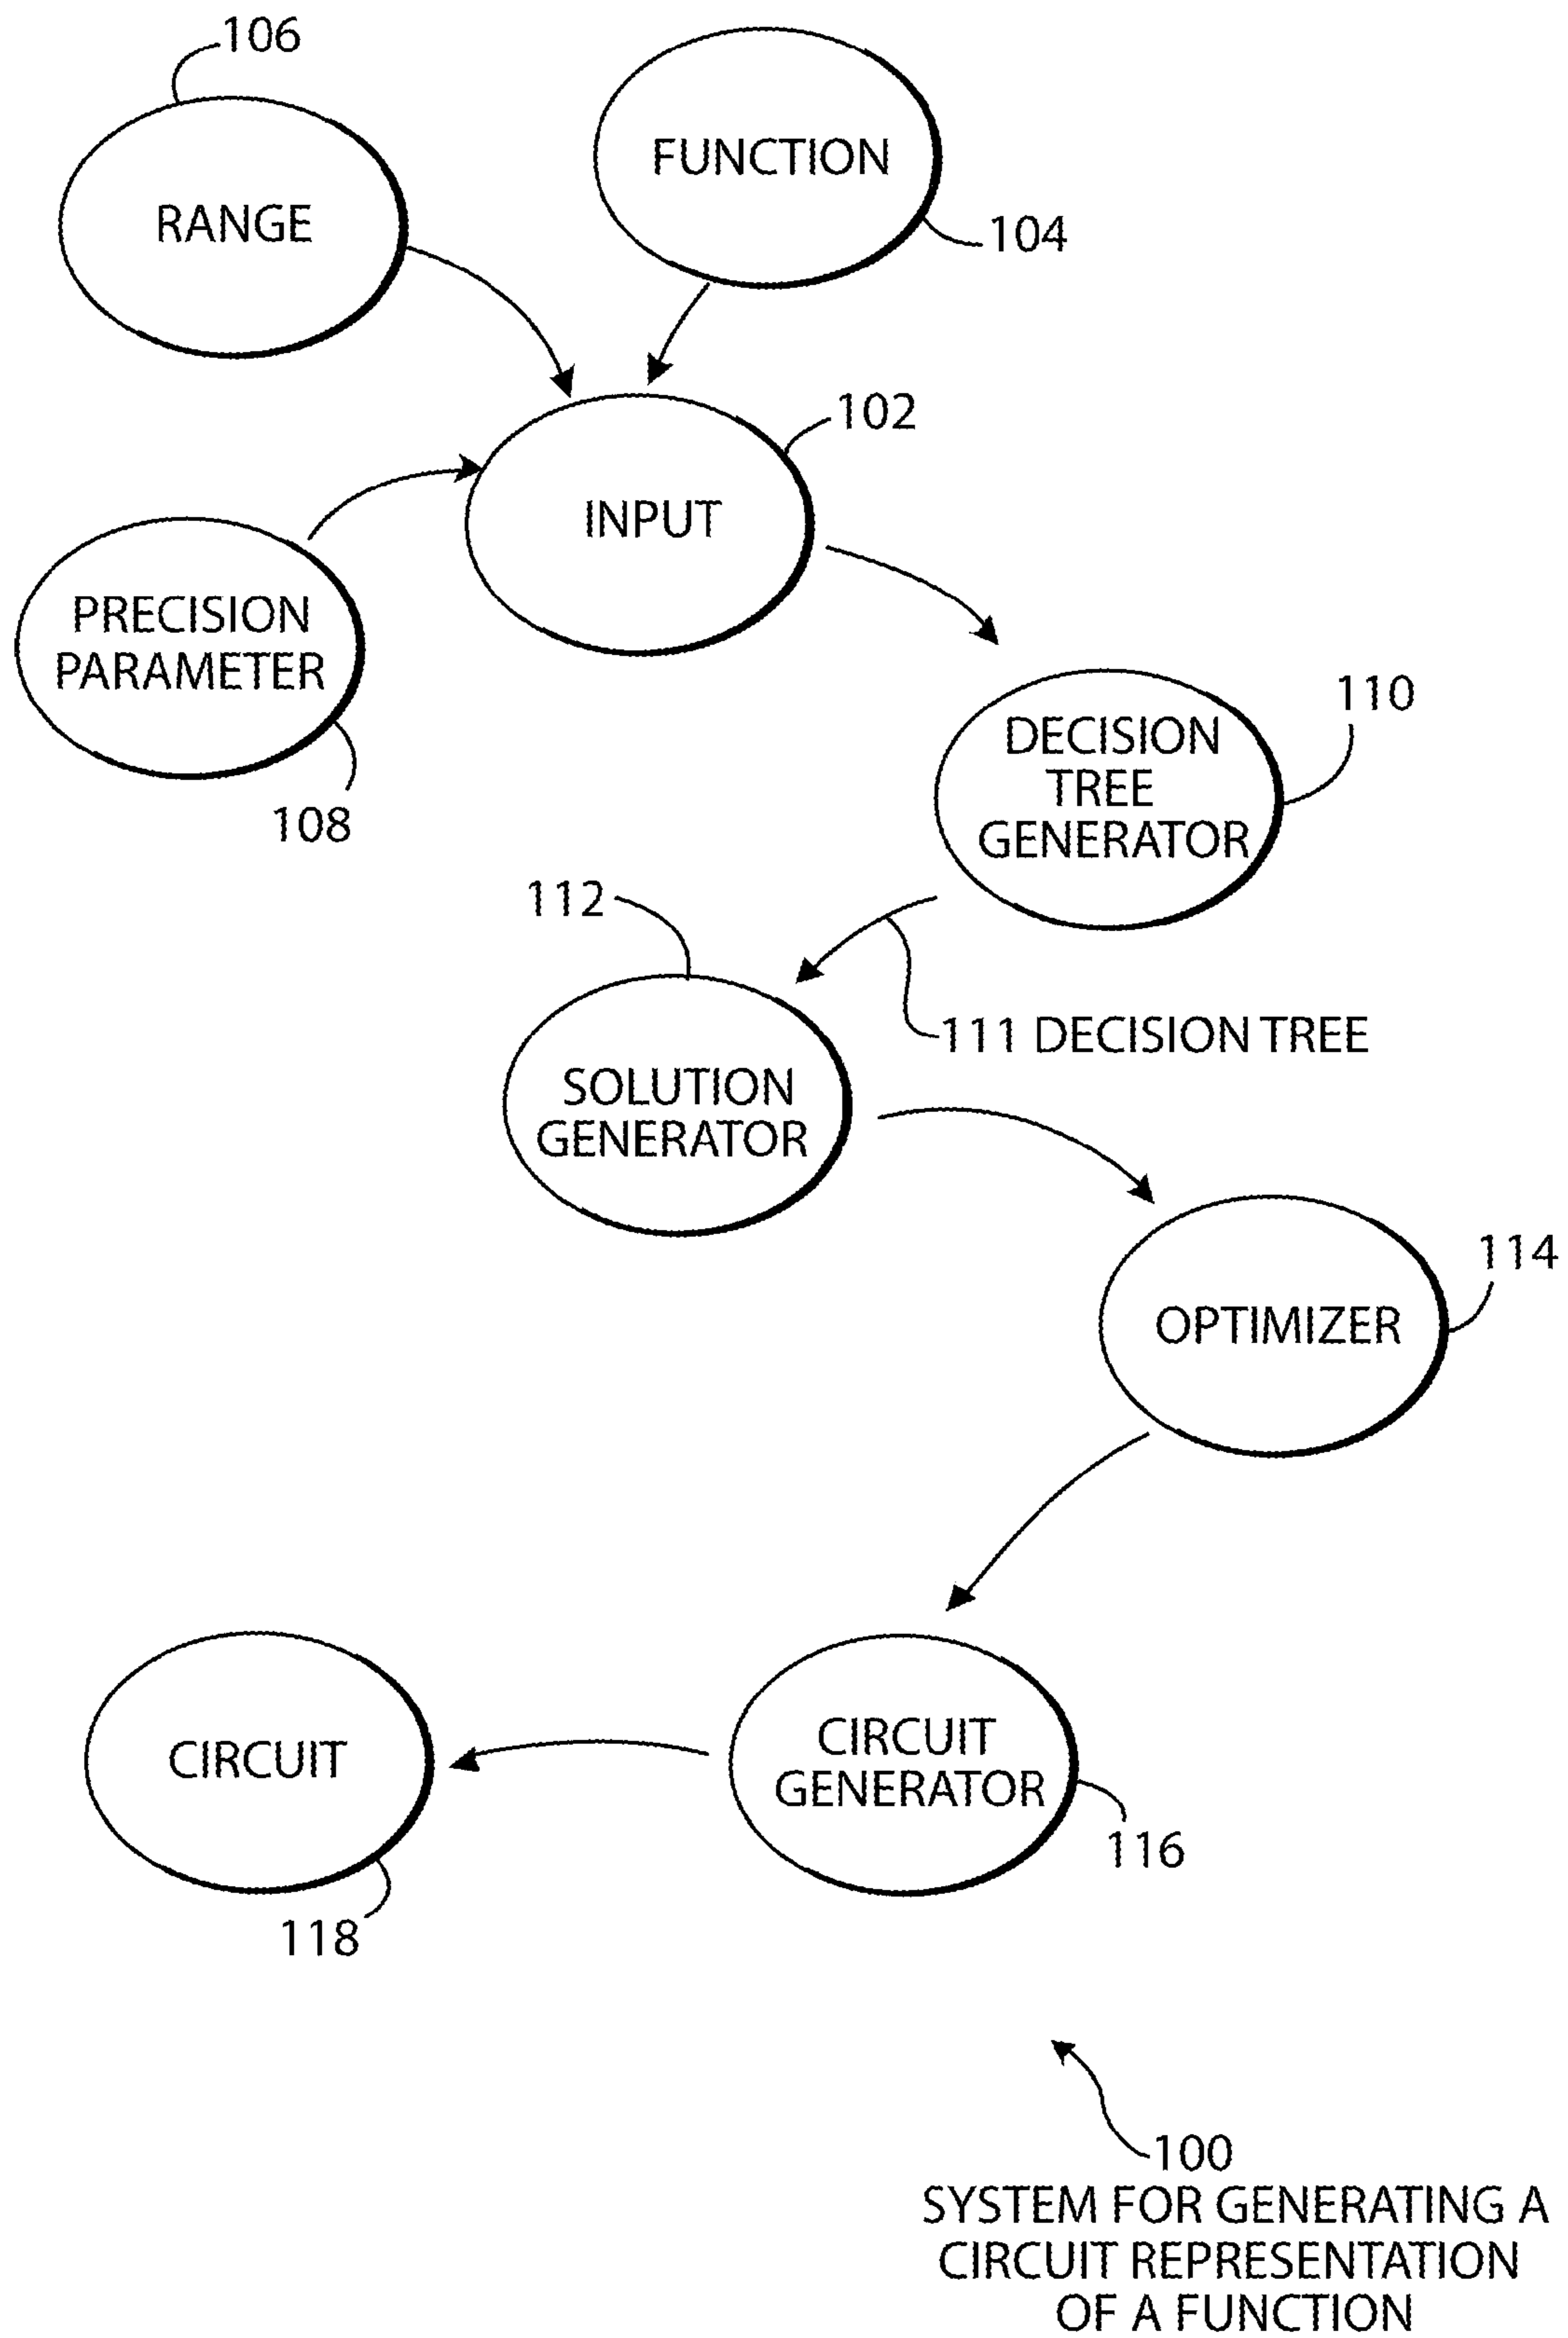 106
FUNCTION
RANGE
104
102
INPUT
PRECISION
PARAMETER
108
110
DECISION
TREE
GENERATOR
112
111 DECISION TREE
SOLUTION
GENERATOR
114
OPTIMIZER
CIRCUIT
CIRCUIT
GENERATOR
116
118
100
SYSTEM FOR GENERATING A
CIRCUIT REPRESENTATION
OF A FUNCTION